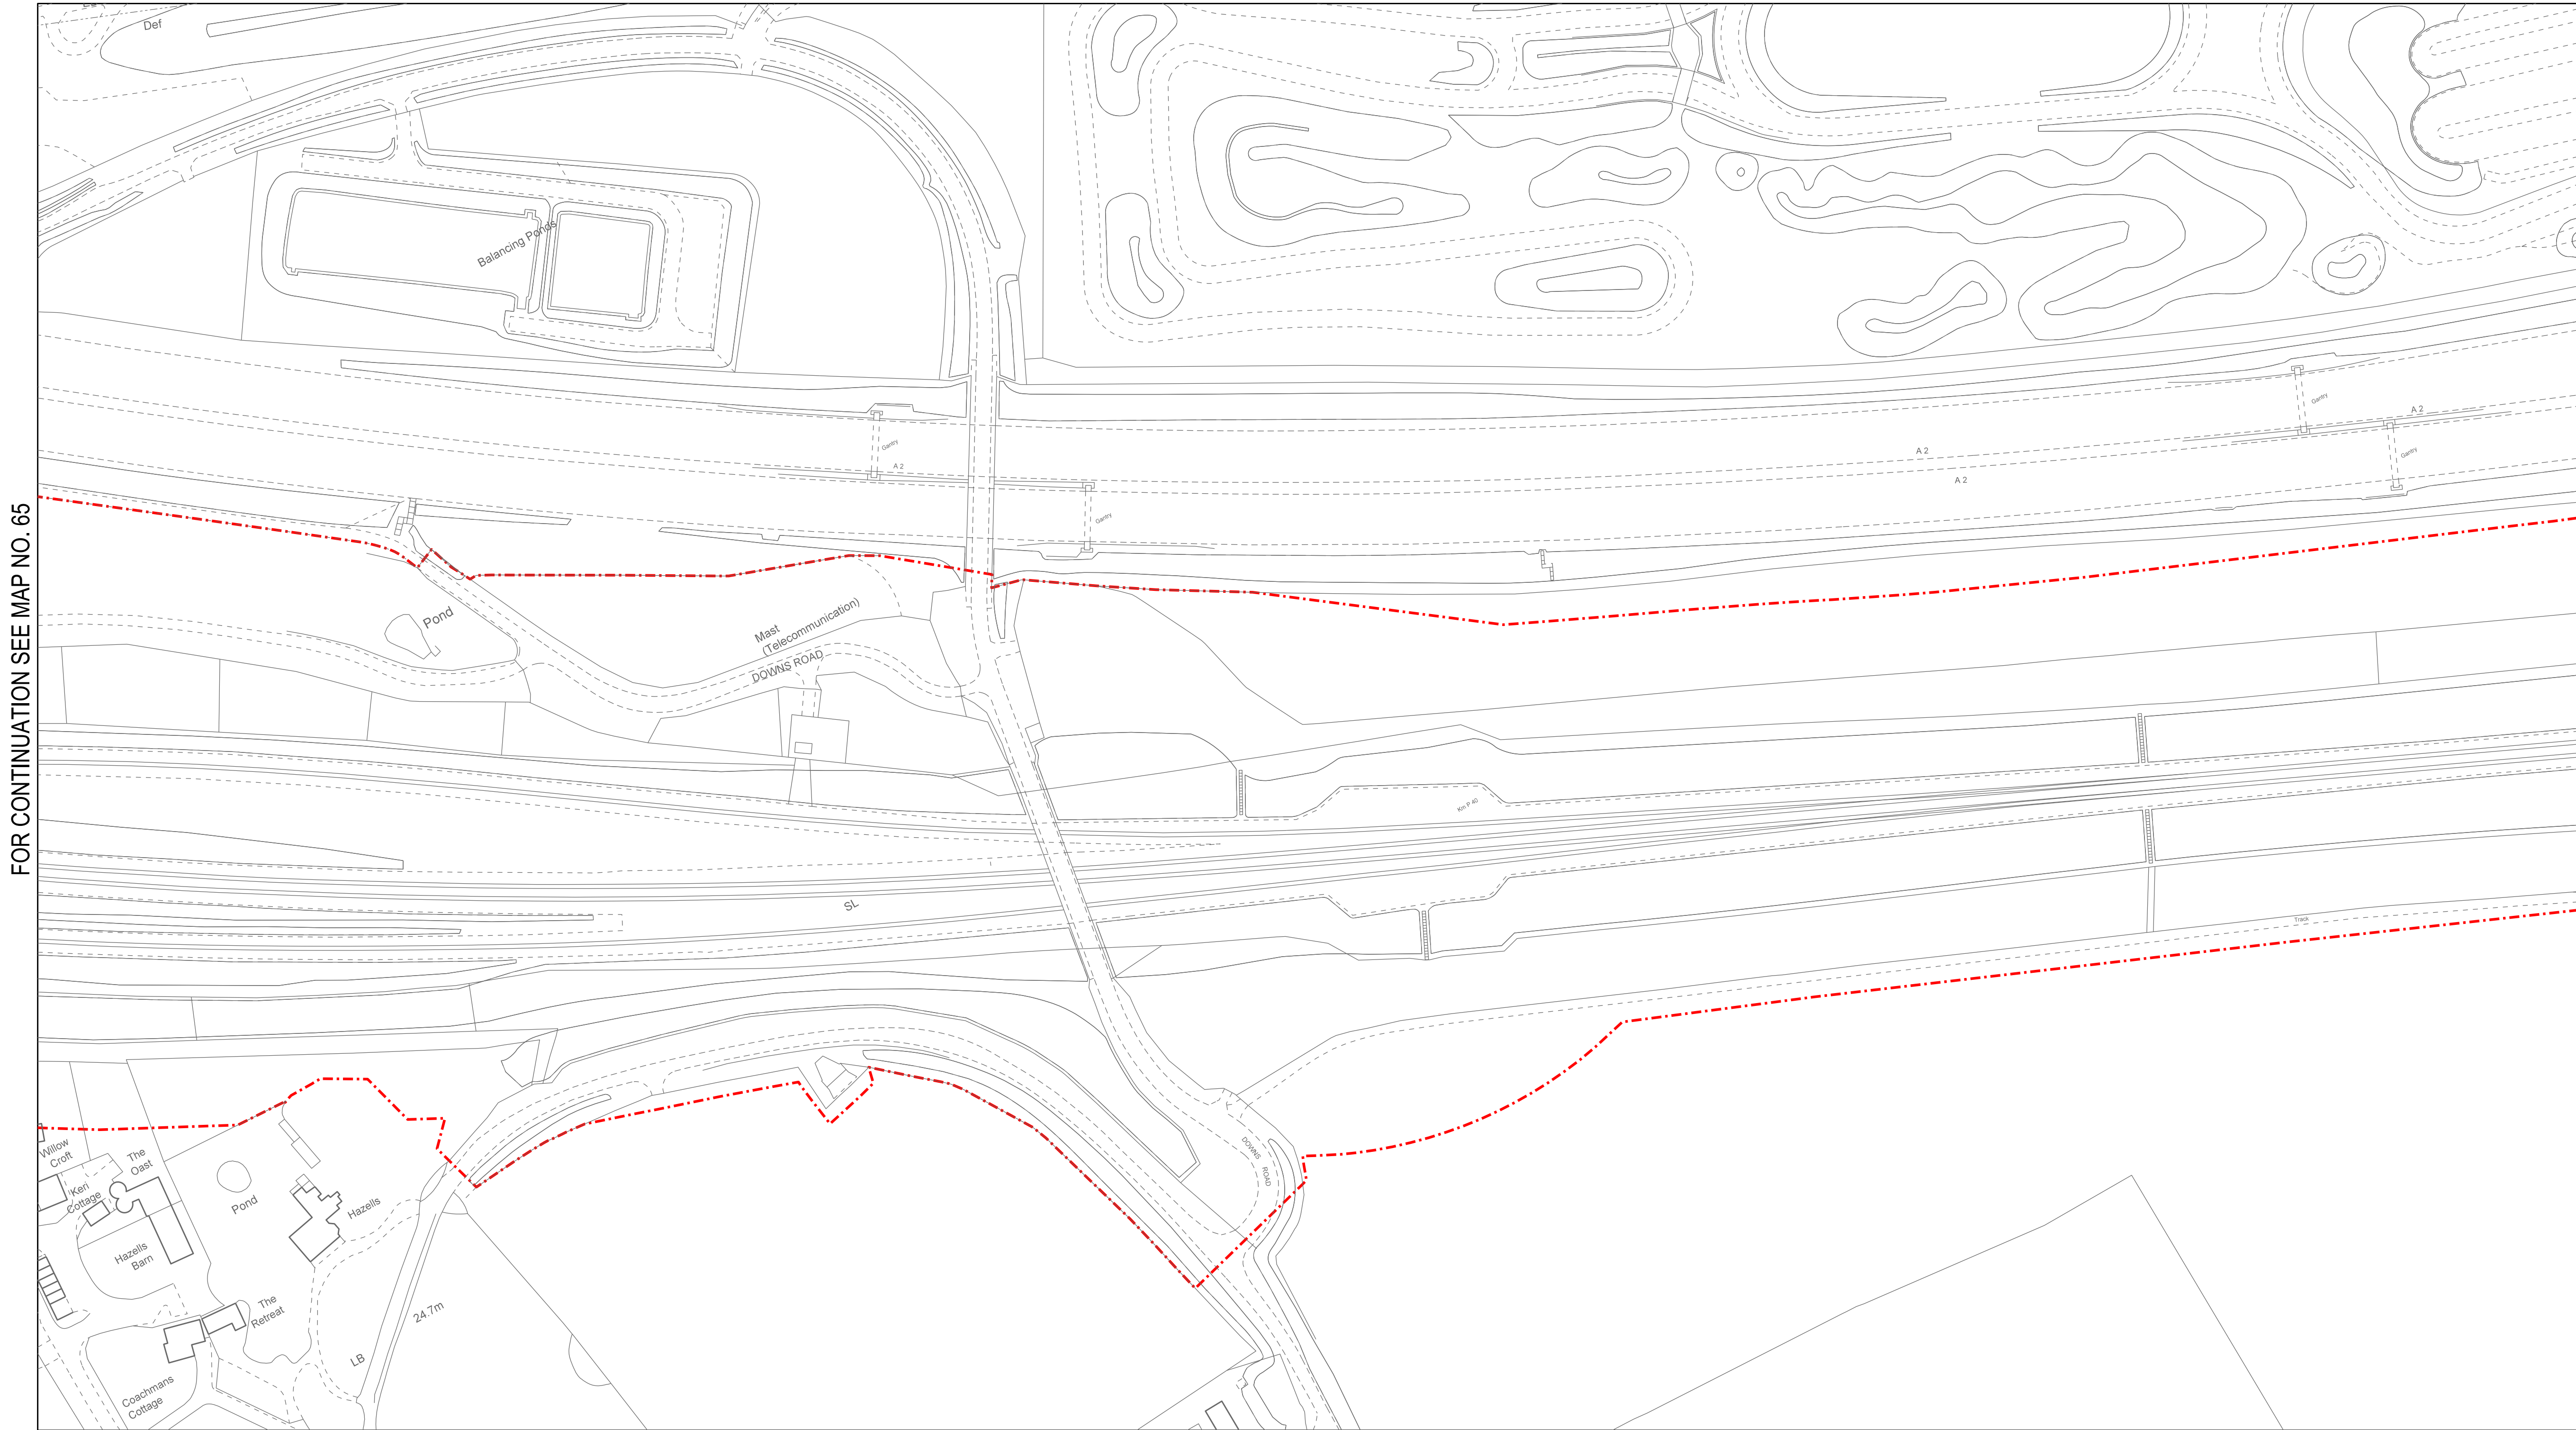 Def
Balancing Ponds
Gantry
A 2
Gantry
A 2
A 2
Gantry
A 2
Gantry
FOR CONTINUATION SEE MAP NO. 65
Pond
Mast
(Telecommunication)
DOWNS ROAD
Km P 40
SL
Track
Willow
Croft
The
Oast
Keri
Cottage
Pond
Hazells
Hazells
Barn
The
Retreat
24.7m
LB
Coachmans
Cottage
DOWNS
ROAD